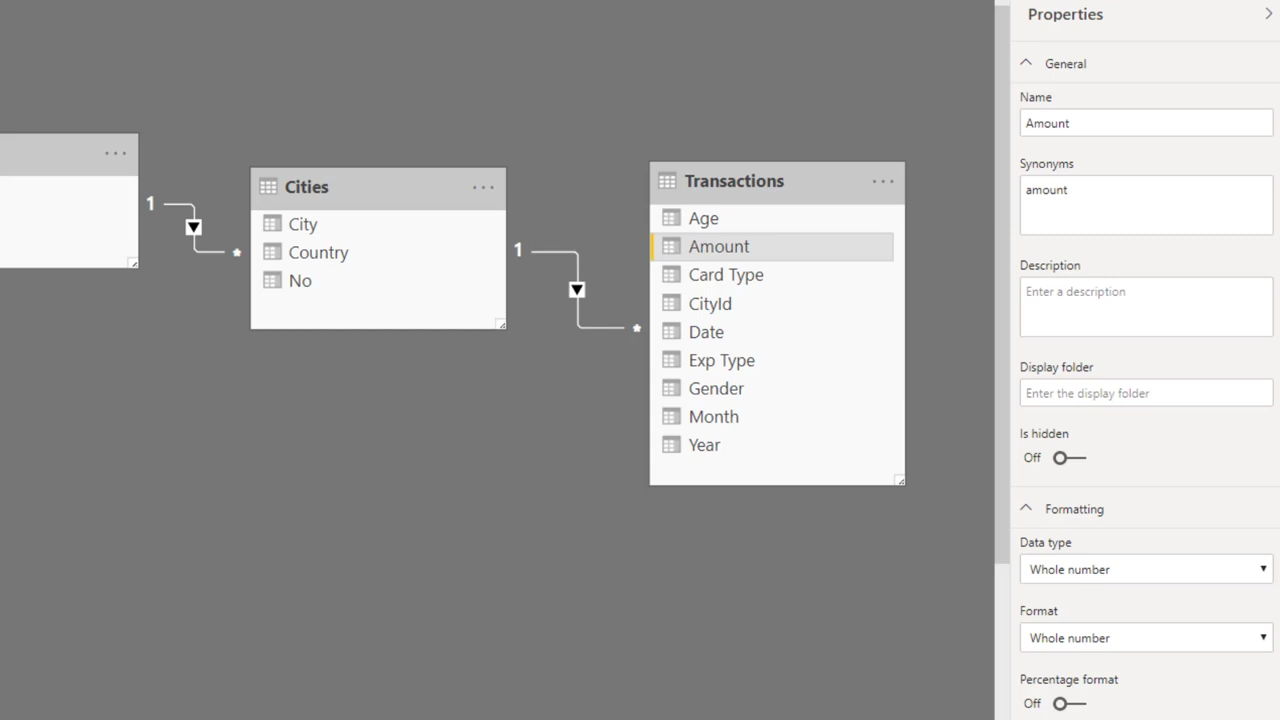 Properties
General
Name
Amount
Synonyms
amount
Description
Enter a description
Display folder
Enter the display folder
Is hidden
Off
Formatting
Data type
Whole number
Format
Whole number
Percentage format
Off
1
*
Cities
City
Country
No
1
*
Transactions
Age
Amount
Card Type
CityId
Date
Exp Type
Gender
Month
Year